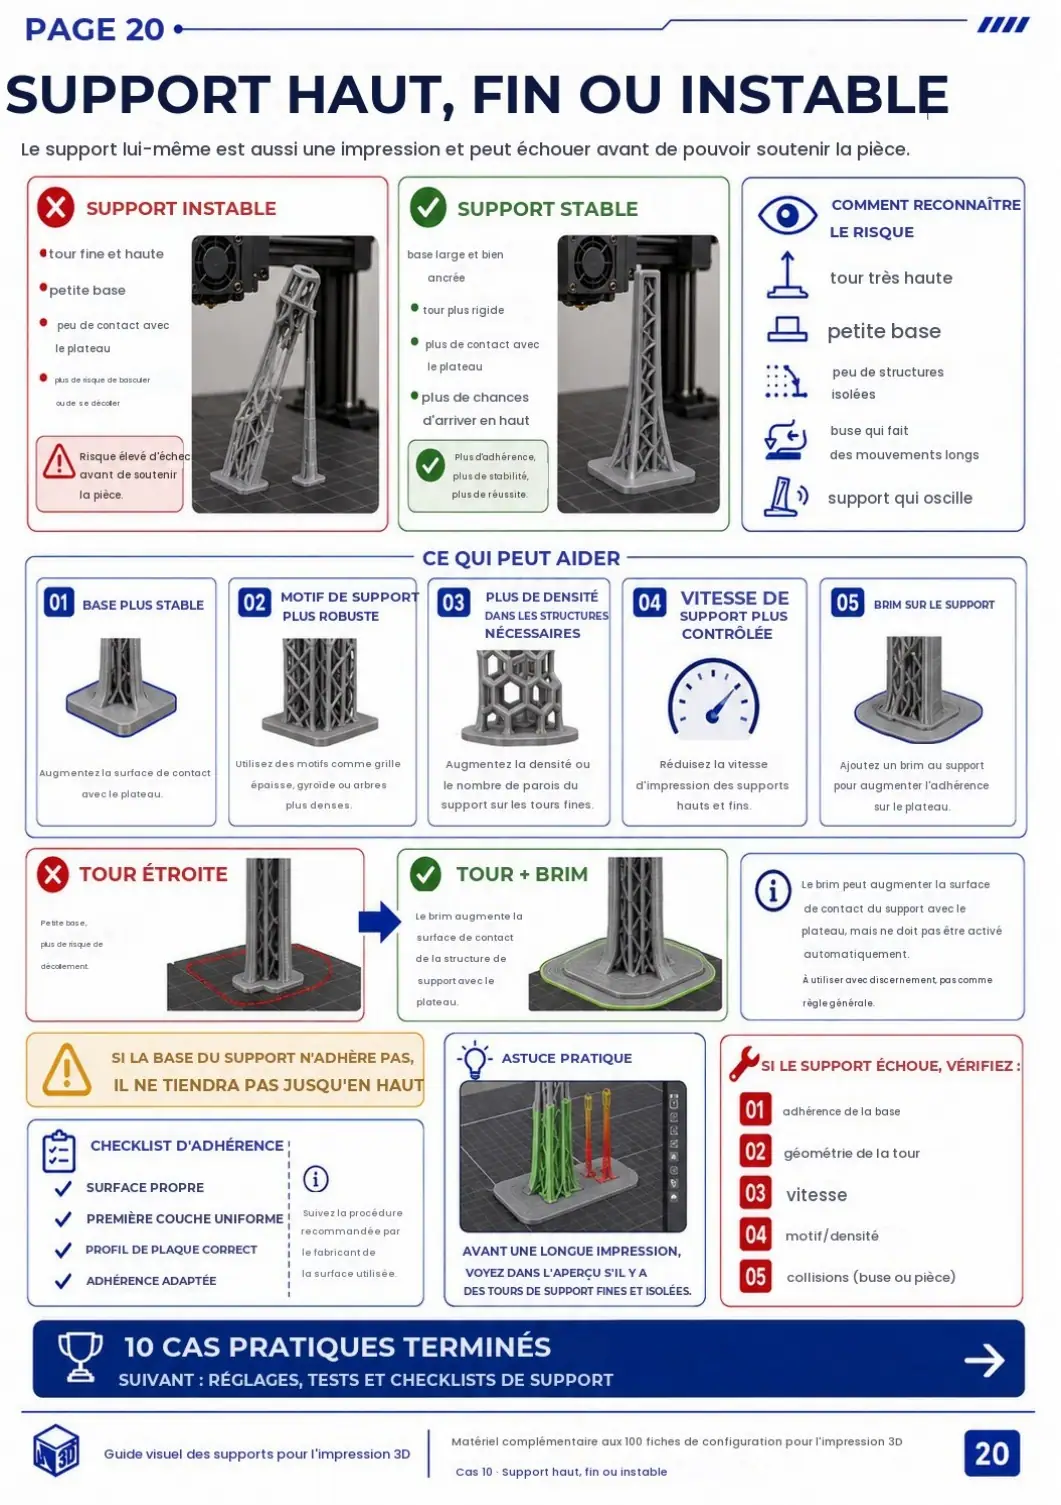 PAGE 20
SUPPORT HAUT, FIN OU INSTABLE
Le support lui-même est aussi une impression et peut échouer avant de pouvoir soutenir la pièce.
SUPPORT INSTABLE
tour fine et haute
petite base
peu de contact avec
le plateau
plus de risque de basculer
ou de se décoller
Risque élevé d'échec
avant de soutenir
la pièce.
SUPPORT STABLE
base large et bien
ancrée
tour plus rigide
plus de contact avec
le plateau
plus de chances
d'arriver en haut
Plus d'adhérence,
plus de stabilité,
plus de réussite.
COMMENT RECONNAÎTRE
LE RISQUE
tour très haute
petite base
peu de structures
isolées
buse qui fait
des mouvements longs
support qui oscille
CE QUI PEUT AIDER
01 BASE PLUS STABLE
Augmentez la surface de contact
avec le plateau.
02 MOTIF DE SUPPORT
PLUS ROBUSTE
Utilisez des motifs comme grille
épaisse, gyroïde ou arbres
plus denses.
03 PLUS DE DENSITÉ
DANS LES STRUCTURES
NÉCESSAIRES
Augmentez la densité ou
le nombre de parois du
support sur les tours fines.
04 VITESSE DE
SUPPORT PLUS
CONTRÔLÉE
Réduisez la vitesse
d'impression des supports
hauts et fins.
05 BRIM SUR LE SUPPORT
Ajoutez un brim au support
pour augmenter l'adhérence
sur le plateau.
TOUR ÉTROITE
Petite base,
plus de risque de
décollement.
TOUR + BRIM
Le brim augmente la
surface de contact
de la structure de
support avec le
plateau.
Le brim peut augmenter la surface
de contact du support avec le
plateau, mais ne doit pas être activé
automatiquement.
À utiliser avec discernement, pas comme
règle générale.
SI LA BASE DU SUPPORT N'ADHÈRE PAS,
IL NE TIENDRA PAS JUSQU'EN HAUT
CHECKLIST D'ADHÉRENCE
SURFACE PROPRE
PREMIÈRE COUCHE UNIFORME
PROFIL DE PLAQUE CORRECT
ADHÉRENCE ADAPTÉE
Suivez la procédure
recommandée par
le fabricant de
la surface utilisée.
ASTUCE PRATIQUE
AVANT UNE LONGUE IMPRESSION,
VOYEZ DANS L'APERÇU S'IL Y A
DES TOURS DE SUPPORT FINES ET ISOLÉES.
SI LE SUPPORT ÉCHOUE, VÉRIFIEZ :
01 adhérence de la base
02 géométrie de la tour
03 vitesse
04 motif/densité
05 collisions (buse ou pièce)
10 CAS PRATIQUES TERMINÉS
SUIVANT : RÉGLAGES, TESTS ET CHECKLISTS DE SUPPORT
3D
Guide visuel des supports pour l'impression 3D
Matériel complémentaire aux 100 fiches de configuration pour l'impression 3D
Cas 10 · Support haut, fin ou instable
20